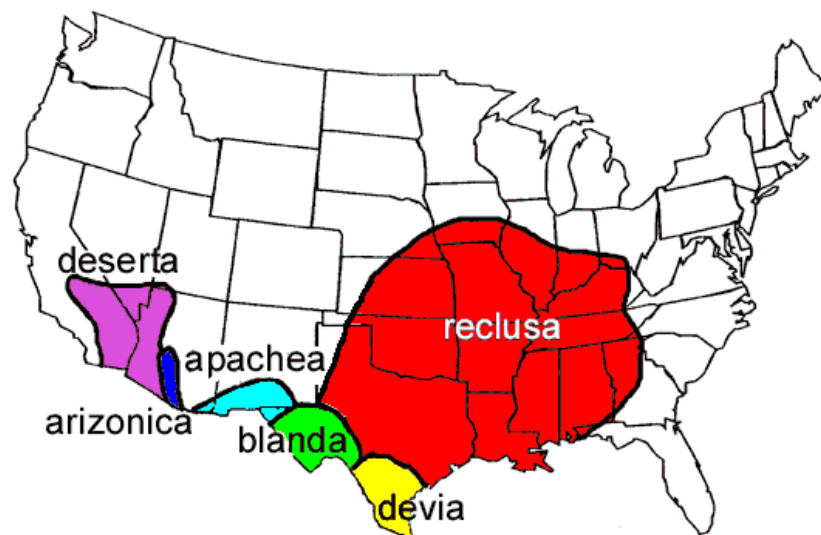 deserta
reclusa
apachea
arizonica
blanda
devia